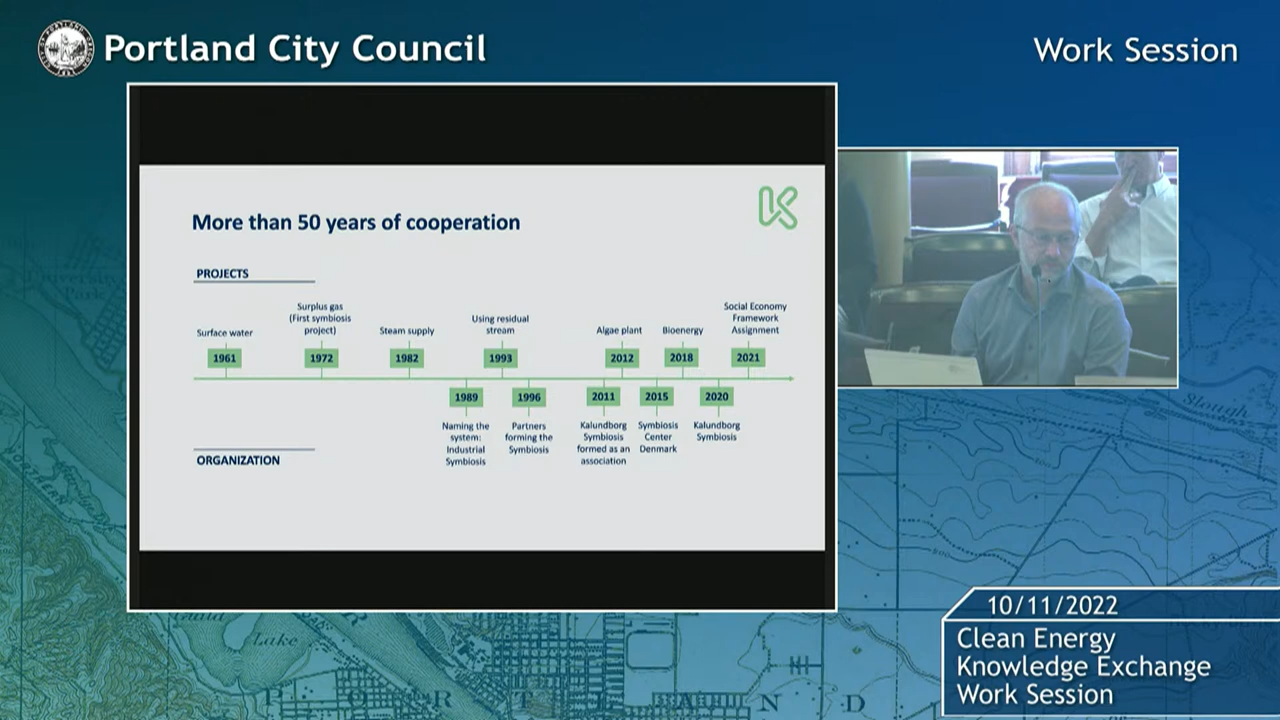 Portland City Council
Work Session
More than 50 years of cooperation
PROJECTS
Surface water
1961
Surplus gas
(First symbiosis
project)
1972
Steam supply
1982
Using residual
stream
1993
Algae plant
2012
Bioenergy
2018
Social Economy
Framework
Assignment
2021
1989
Naming the
system:
Industrial
Symbiosis
1996
Partners
forming the
Symbiosis
2011
Kalundborg
Symbiosis
formed as an
association
2015
Symbiosis
Center
Denmark
2020
Kalundborg
Symbiosis
ORGANIZATION
Slough
Guild
Lake
P O R T L A N D
10/11/2022
Clean Energy
Knowledge Exchange
Work Session